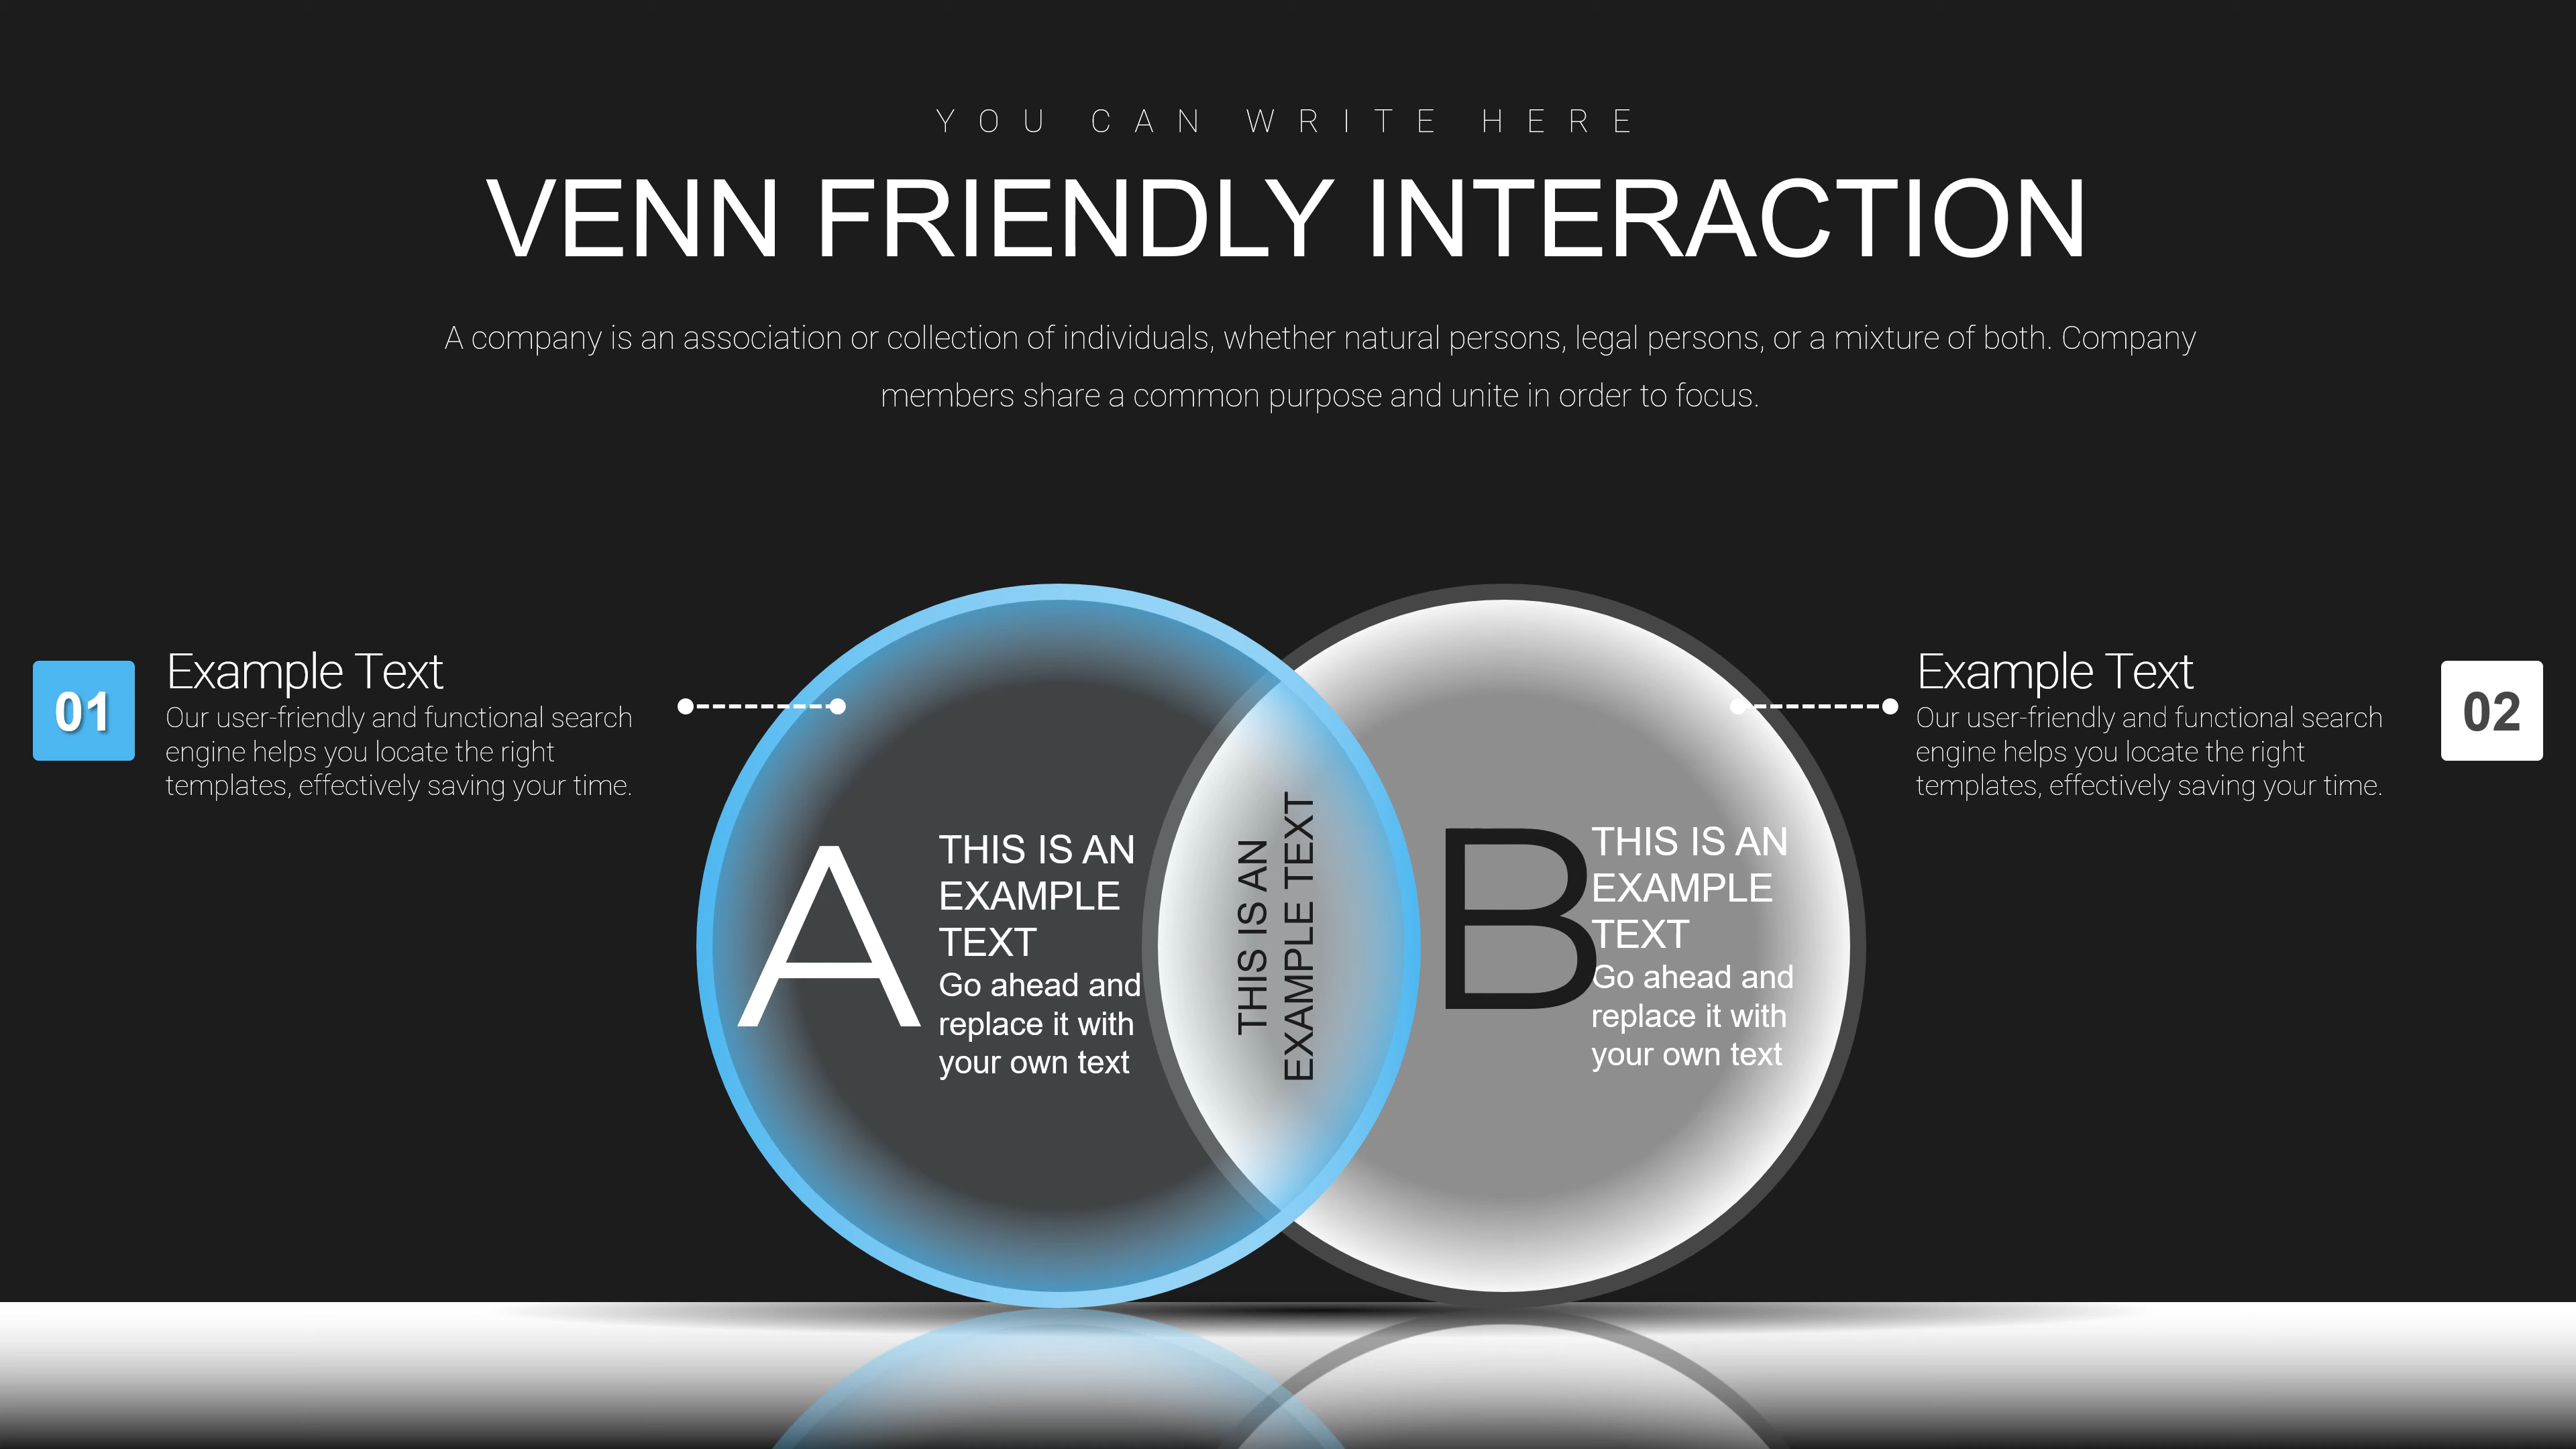 YOU CAN WRITE HERE
VENN FRIENDLY INTERACTION
A company is an association or collection of individuals, whether natural persons, legal persons, or a mixture of both. Company
members share a common purpose and unite in order to focus.
01
Example Text
Our user-friendly and functional search
engine helps you locate the right
templates, effectively saving your time.
A
THIS IS AN
EXAMPLE
TEXT
Go ahead and
replace it with
your own text
THIS IS AN
EXAMPLE TEXT
B
THIS IS AN
EXAMPLE
TEXT
Go ahead and
replace it with
your own text
Example Text
Our user-friendly and functional search
engine helps you locate the right
templates, effectively saving your time.
02